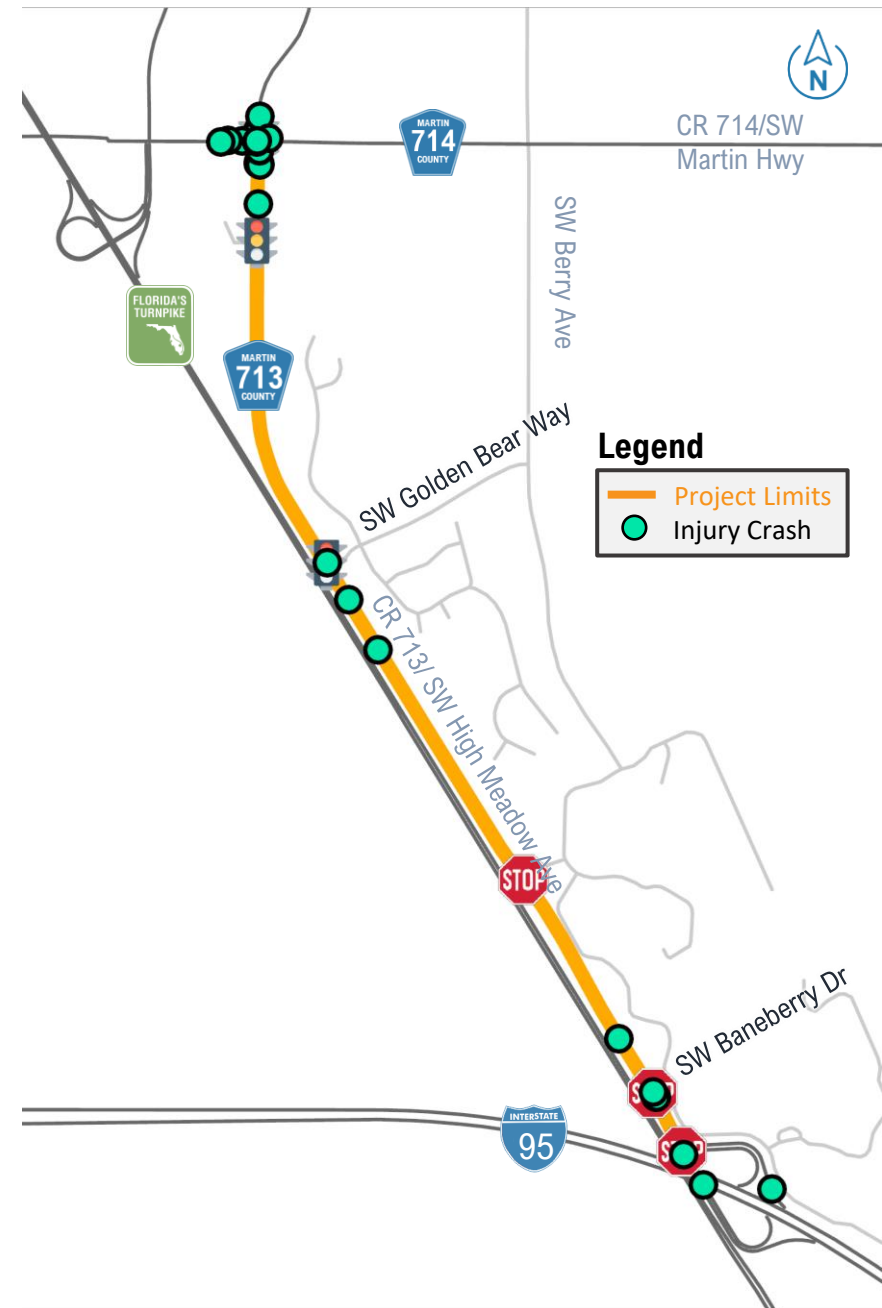 N
CR 714/SW
Martin Hwy
MARTIN
714
COUNTY
SW Berry Ave
FLORIDA'S
TURNPIKE
MARTIN
713
COUNTY
SW Golden Bear Way
Legend
Project Limits
Injury Crash
CR 713/ SW High Meadow Ave
STOP
SW Baneberry Dr
INTERSTATE
95